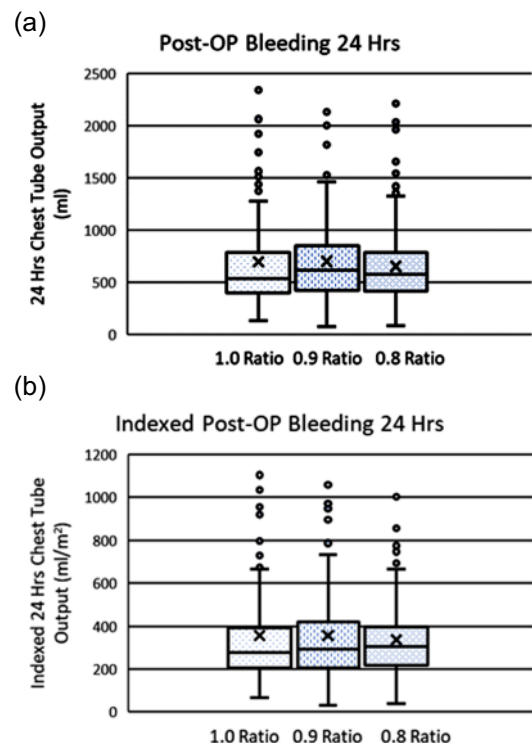 (a)
Post-OP Bleeding 24 Hrs
24 Hrs Chest Tube Output
(ml)
2500
2000
1500
1000
500
0
1.0 Ratio 0.9 Ratio 0.8 Ratio
(b)
Indexed Post-OP Bleeding 24 Hrs
Indexed 24 Hrs Chest Tube
Output (ml/m²)
1200
1000
800
600
400
200
0
1.0 Ratio 0.9 Ratio 0.8 Ratio